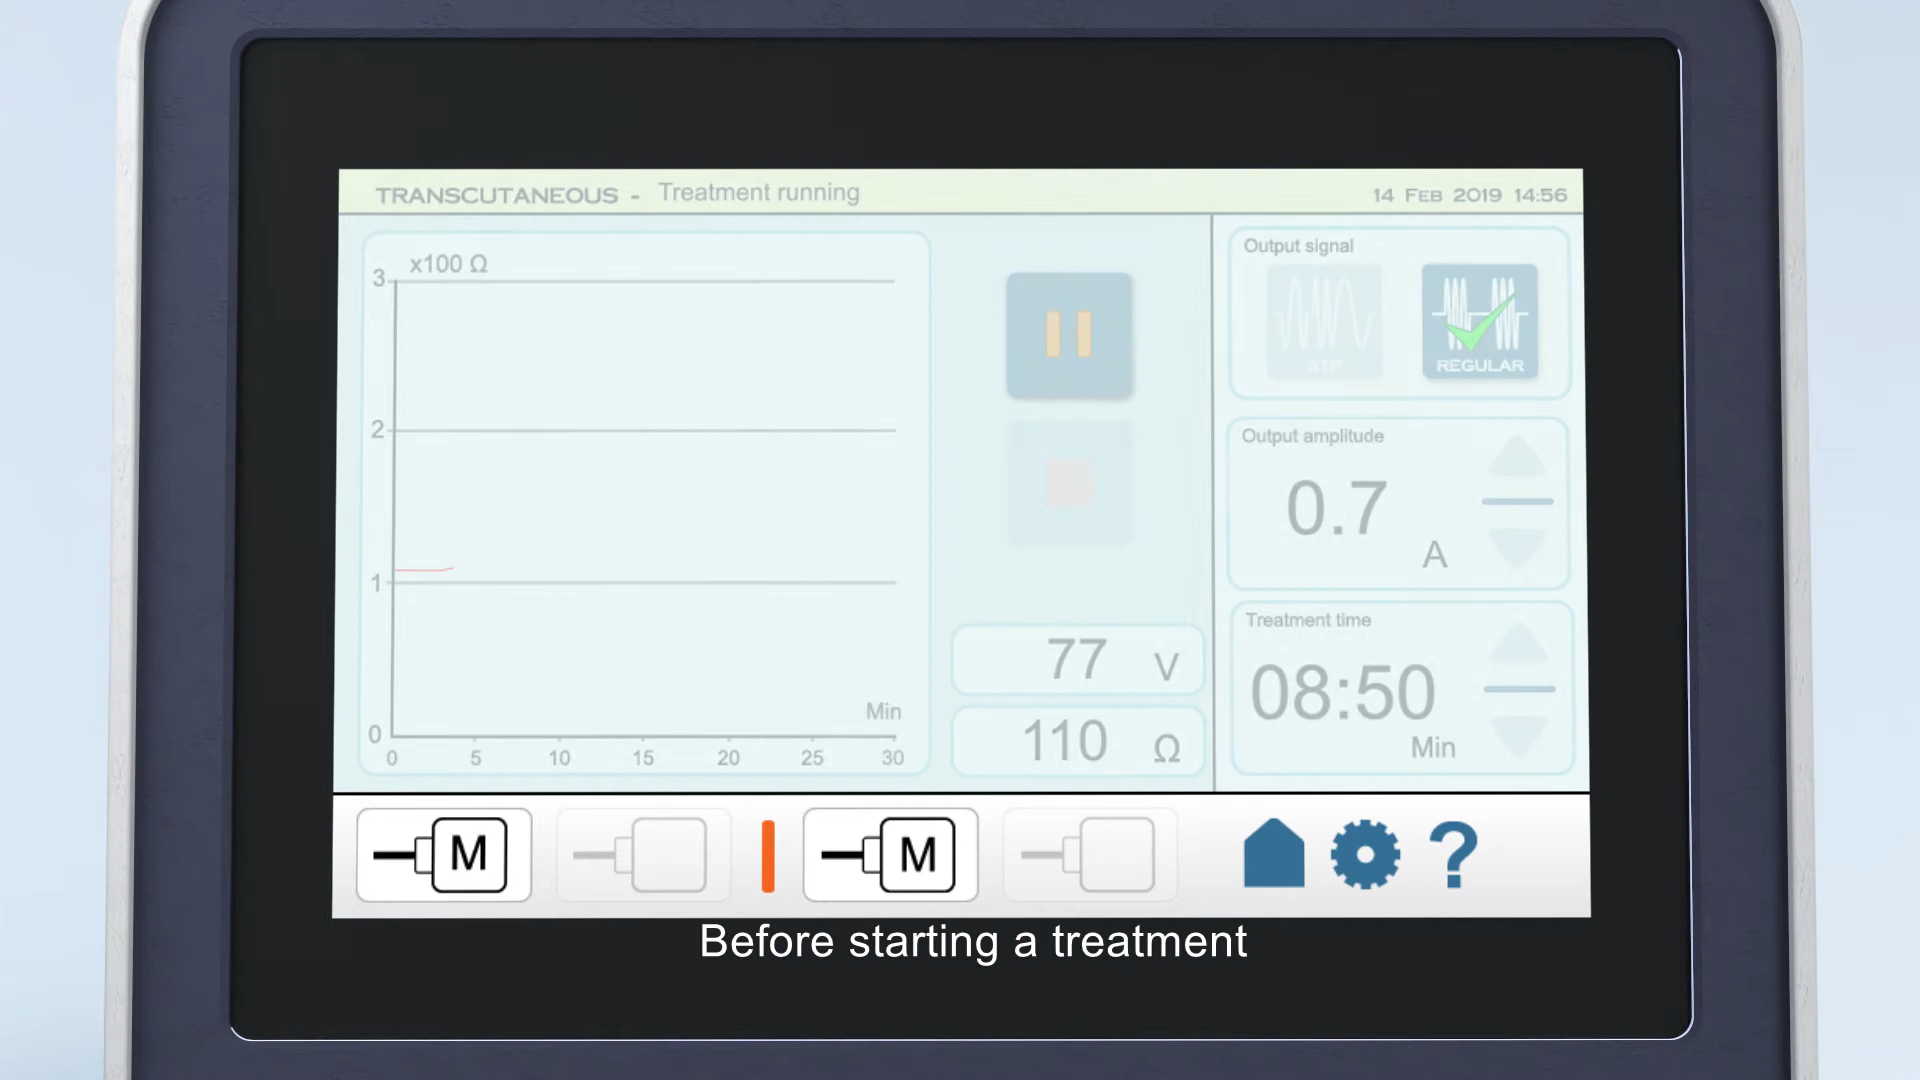 TRANSCUTANEOUS - Treatment running
14 FEB 2019 14:56
x100 Ω
3
2
1
0
0 5 10 15 20 25 30
Min
77 V
110 Ω
Output signal
STP
REGULAR
Output amplitude
0.7
A
Treatment time
08:50
Min
M
M
?
Before starting a treatment